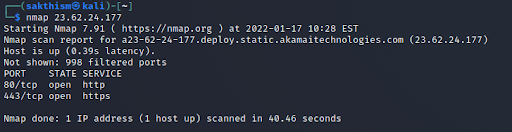 (sakthism㉿kali)-[~]
$ nmap 23.62.24.177
Starting Nmap 7.91 ( https://nmap.org ) at 2022-01-17 10:28 EST
Nmap scan report for a23-62-24-177.deploy.static.akamaitechnologies.com (23.62.24.177)
Host is up (0.39s latency).
Not shown: 998 filtered ports
PORT    STATE SERVICE
80/tcp  open  http
443/tcp open  https
Nmap done: 1 IP address (1 host up) scanned in 40.46 seconds